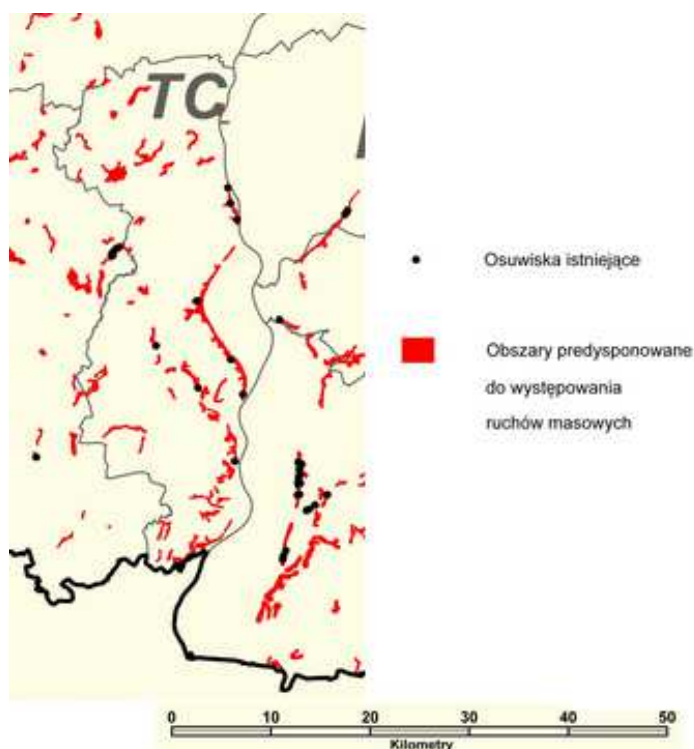 TC
Osuwiska istniejące
Obszary predysponowane
do występowania
ruchów masowych
0 10 20 30 40 50
Kilometry